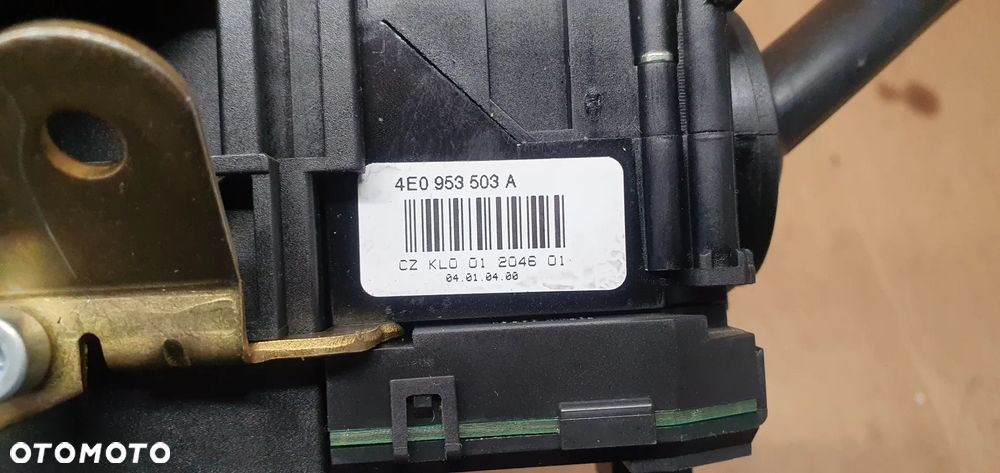 4E0 953 503 A
CZ KL0 01 2046 01
04.01.04.00
OTOMOTO